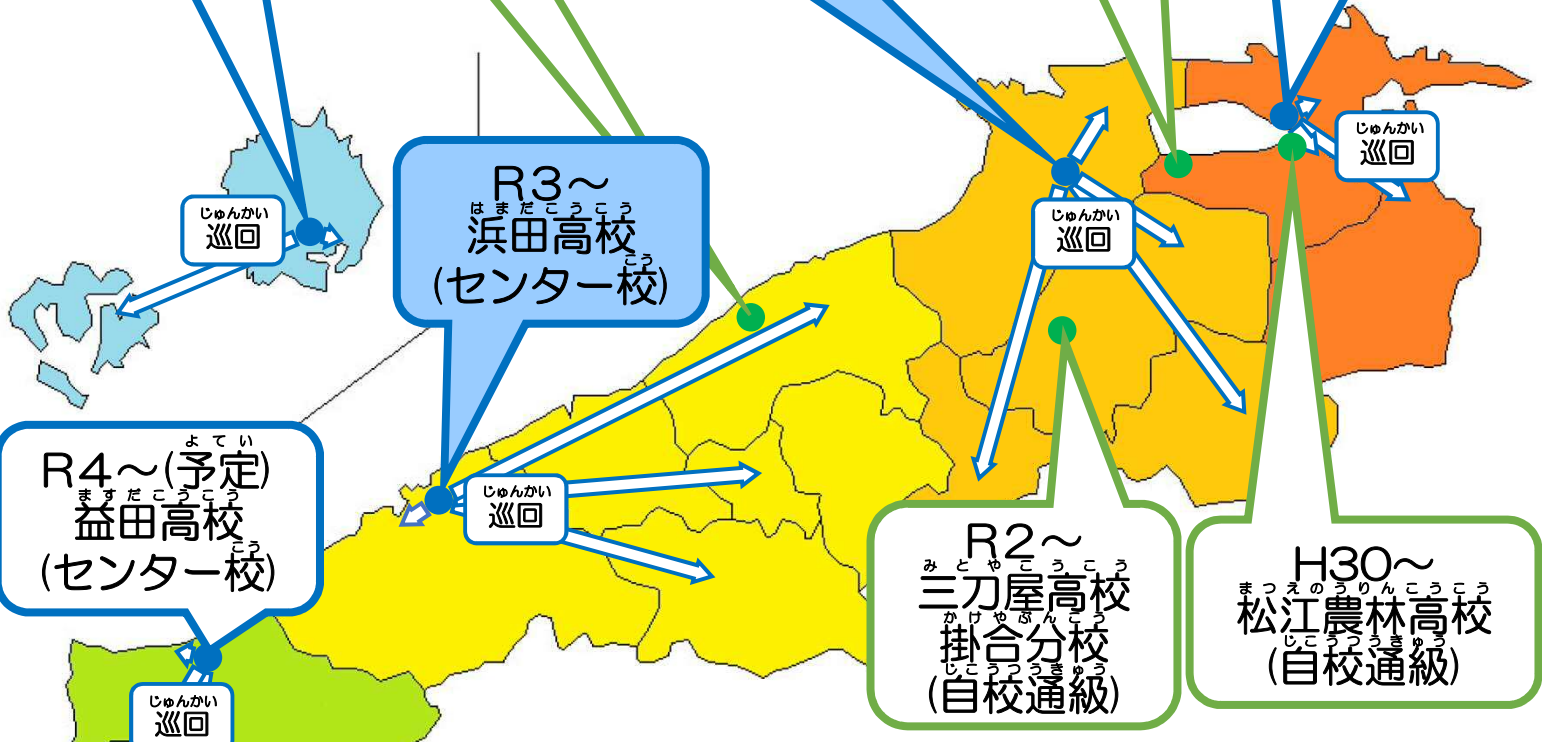 じゅんかい
巡回
じゅんかい
巡回
じゅんかい
巡回
R3～
はまだこうこう
浜田高校
こう
(センター校)
よてい
R4～(予定)
ますだこうこう
益田高校
こう
(センター校)
じゅんかい
巡回
じゅんかい
巡回
R2～
みとやこうこう
三刀屋高校
かけやぶんこう
掛合分校
じこうつうきゅう
(自校通級)
H30～
まつえのうりんこうこう
松江農林高校
じこうつうきゅう
(自校通級)